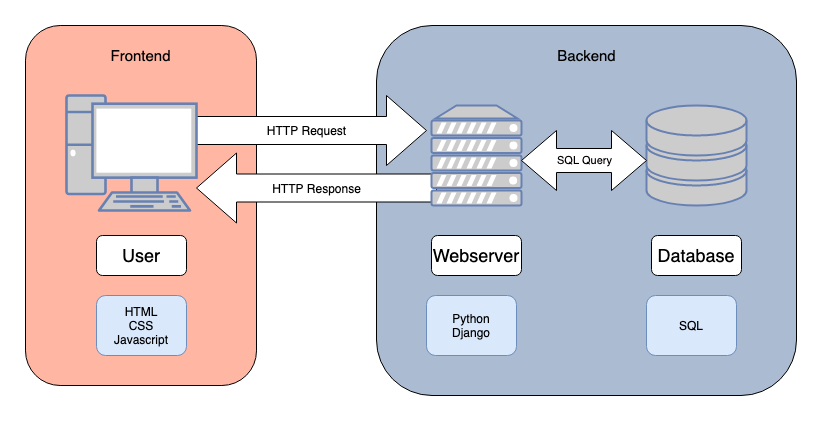 Frontend
Backend
HTTP Request
SQL Query
HTTP Response
User
Webserver
Database
HTML
CSS
Javascript
Python
Django
SQL